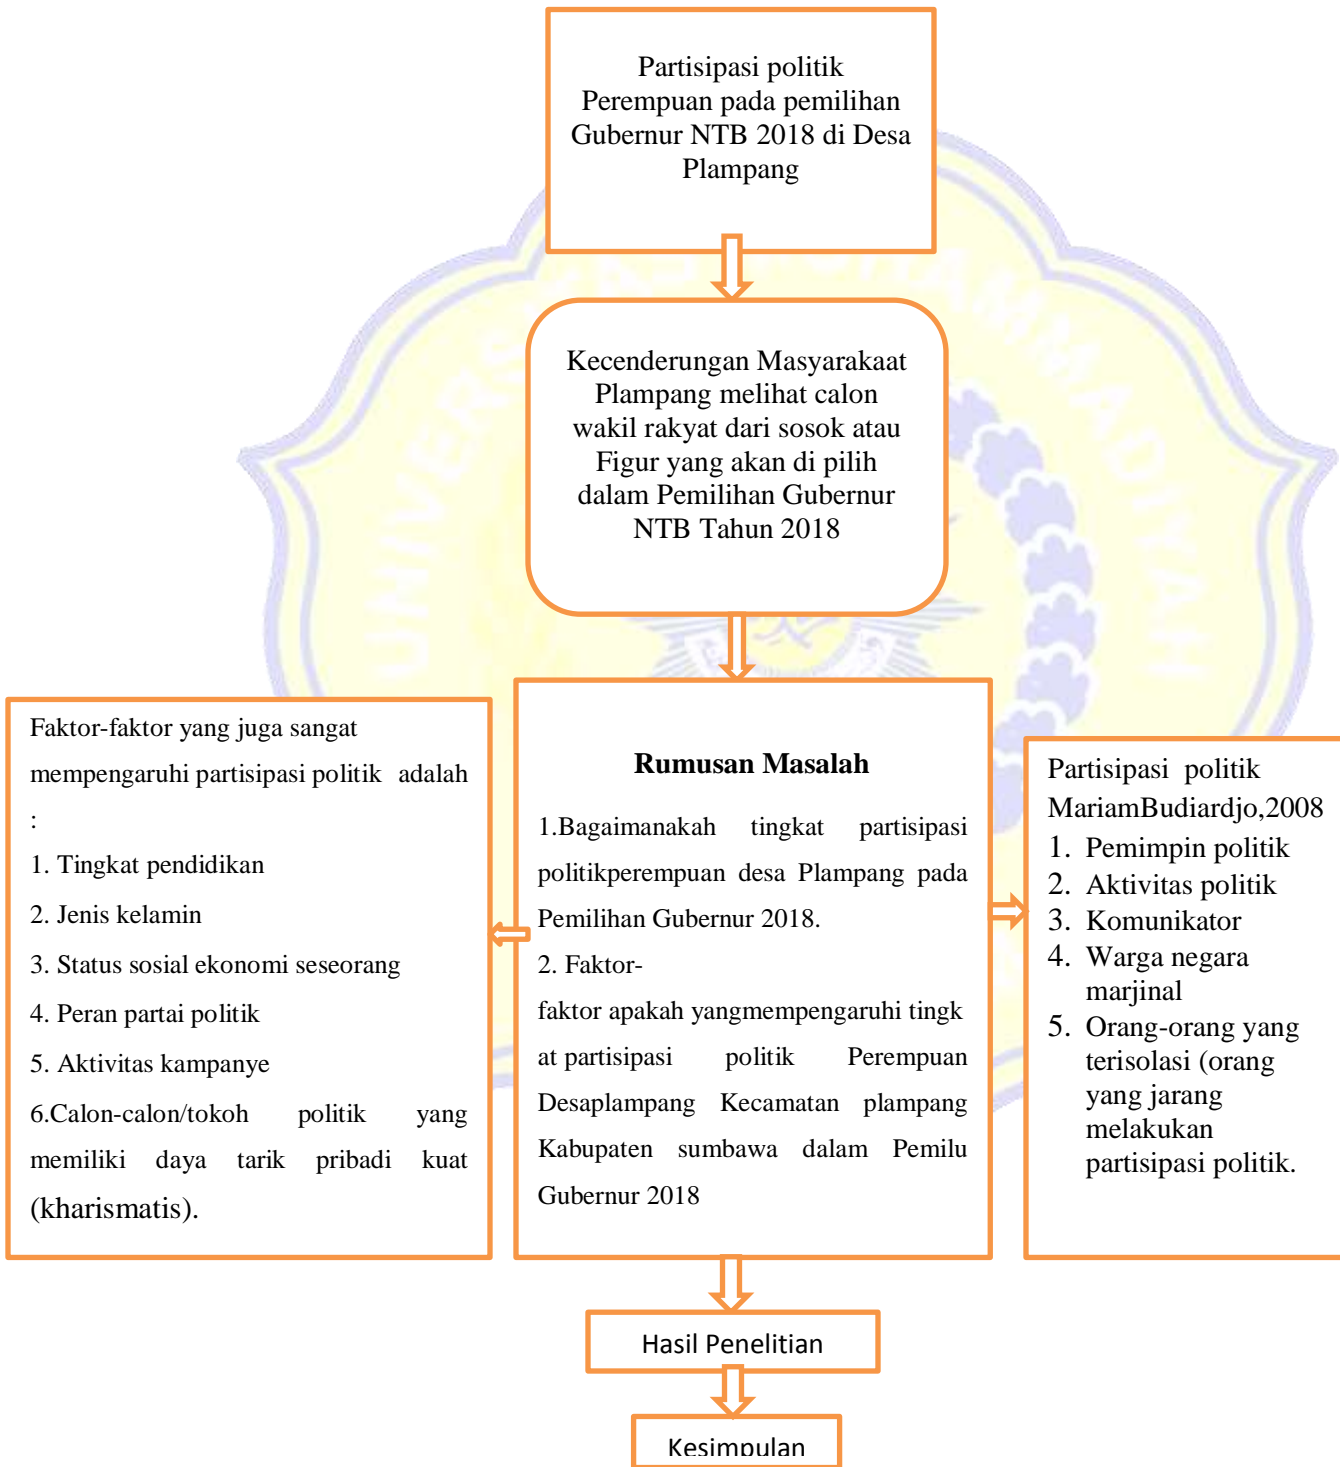 Partisipasi politik
Perempuan pada pemilihan
Gubernur NTB 2018 di Desa
Plampang
Kecenderungan Masyarakaat
Plampang melihat calon
wakil rakyat dari sosok atau
Figur yang akan di pilih
dalam Pemilihan Gubernur
NTB Tahun 2018
Faktor-faktor yang juga sangat
mempengaruhi partisipasi politik adalah
:
1. Tingkat pendidikan
2. Jenis kelamin
3. Status sosial ekonomi seseorang
4. Peran partai politik
5. Aktivitas kampanye
6.Calon-calon/tokoh politik yang
memiliki daya tarik pribadi kuat
(kharismatis).
Rumusan Masalah
1.Bagaimanakah tingkat partisipasi
politikperempuan desa Plampang pada
Pemilihan Gubernur 2018.
2. Faktor-
faktor apakah yangmempengaruhi tingk
at partisipasi politik Perempuan
Desaplampang Kecamatan plampang
Kabupaten sumbawa dalam Pemilu
Gubernur 2018
Partisipasi politik
MariamBudiardjo,2008
1. Pemimpin politik
2. Aktivitas politik
3. Komunikator
4. Warga negara
marjinal
5. Orang-orang yang
terisolasi (orang
yang jarang
melakukan
partisipasi politik.
Hasil Penelitian
Kesimpulan
UNIVERSITAS MUHAMMADIYAH